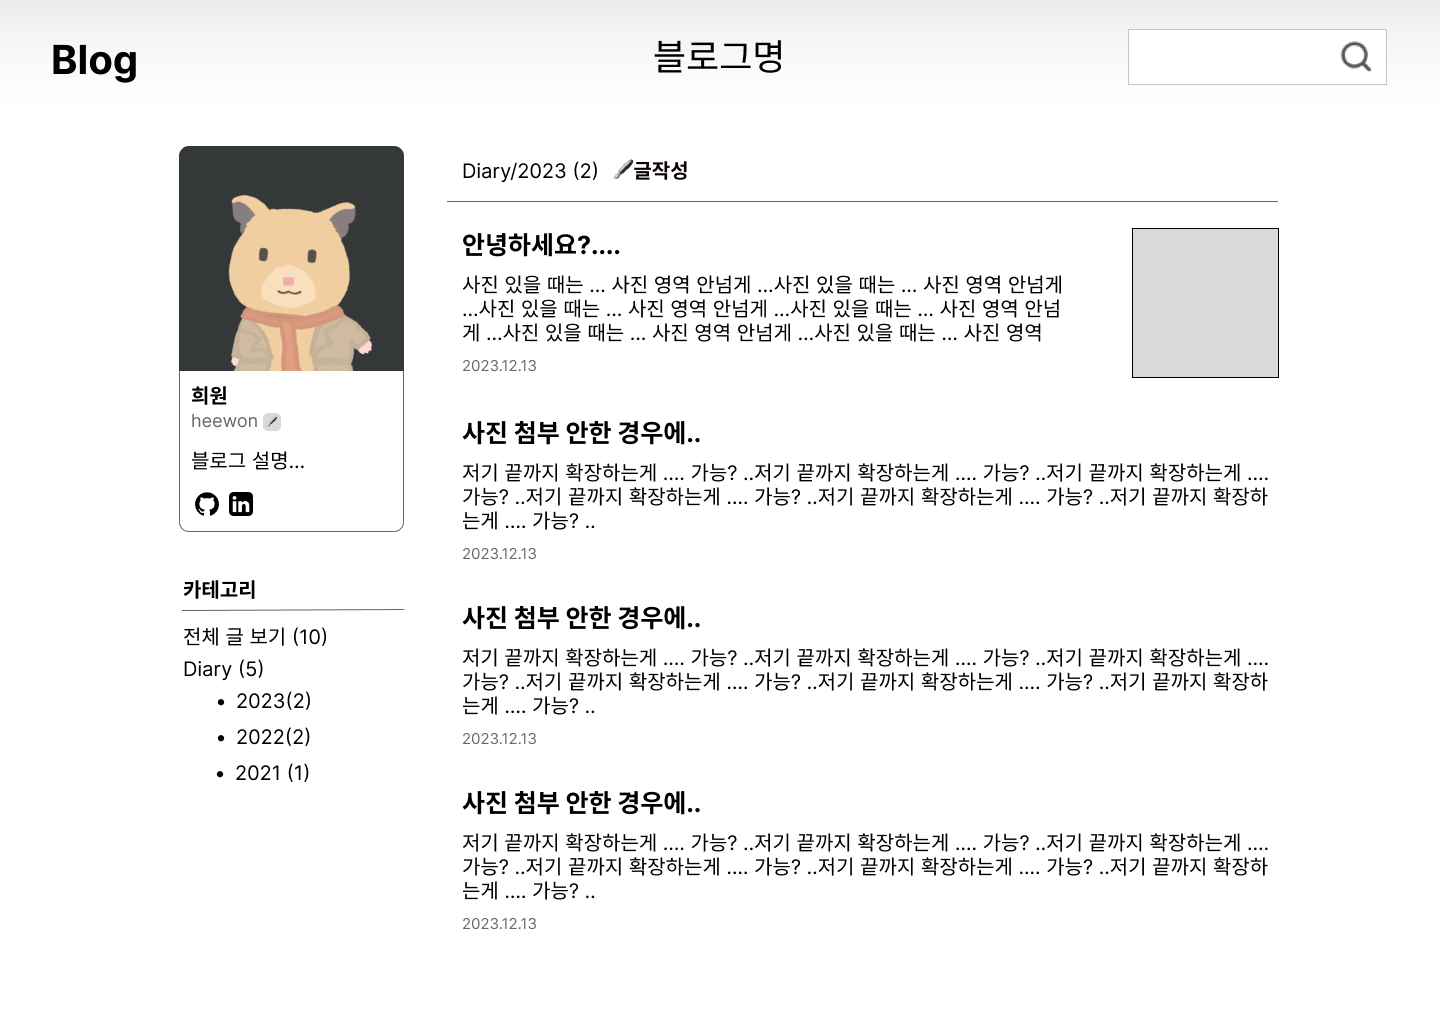 Blog
블로그명
희원
heewon
블로그 설명...
카테고리
전체 글 보기 (10)
Diary (5)
• 2023(2)
• 2022(2)
• 2021 (1)
Diary/2023 (2) 글작성
안녕하세요?....
사진 있을 때는 ... 사진 영역 안넘게 ...사진 있을 때는 ... 사진 영역 안넘게
...사진 있을 때는 ... 사진 영역 안넘게 ...사진 있을 때는 ... 사진 영역 안넘
게 ...사진 있을 때는 ... 사진 영역 안넘게 ...사진 있을 때는 ... 사진 영역
2023.12.13
사진 첨부 안한 경우에..
저기 끝까지 확장하는게 .... 가능? ..저기 끝까지 확장하는게 .... 가능? ..저기 끝까지 확장하는게 ....
가능? ..저기 끝까지 확장하는게 .... 가능? ..저기 끝까지 확장하는게 .... 가능? ..저기 끝까지 확장하
는게 .... 가능? ..
2023.12.13
사진 첨부 안한 경우에..
저기 끝까지 확장하는게 .... 가능? ..저기 끝까지 확장하는게 .... 가능? ..저기 끝까지 확장하는게 ....
가능? ..저기 끝까지 확장하는게 .... 가능? ..저기 끝까지 확장하는게 .... 가능? ..저기 끝까지 확장하
는게 .... 가능? ..
2023.12.13
사진 첨부 안한 경우에..
저기 끝까지 확장하는게 .... 가능? ..저기 끝까지 확장하는게 .... 가능? ..저기 끝까지 확장하는게 ....
가능? ..저기 끝까지 확장하는게 .... 가능? ..저기 끝까지 확장하는게 .... 가능? ..저기 끝까지 확장하
는게 .... 가능? ..
2023.12.13